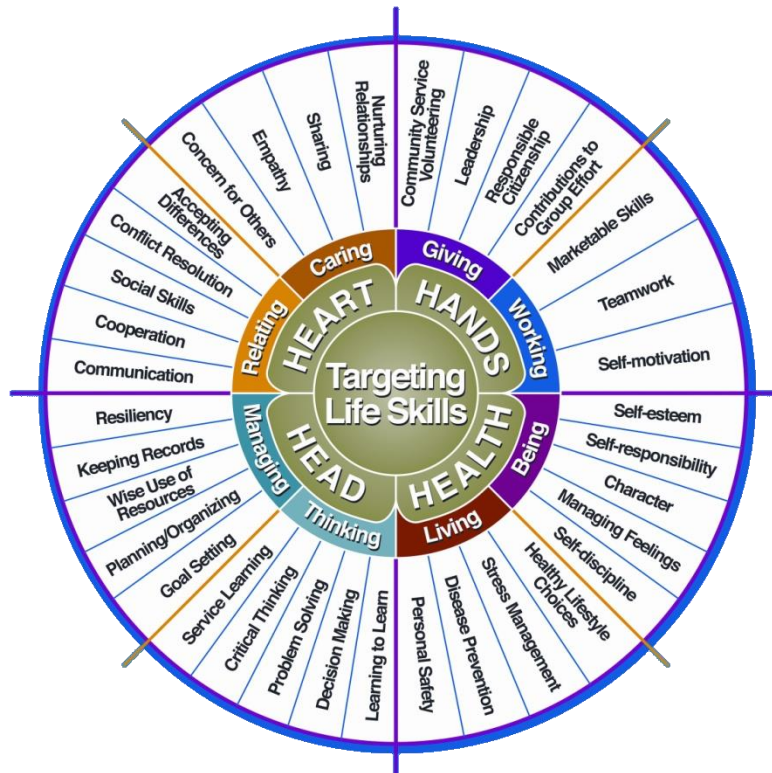 Targeting
Life Skills
HEART
Caring
Nurturing
Relationships
Sharing
Empathy
Concern for Others
Relating
Accepting
Differences
Conflict Resolution
Social Skills
Cooperation
Communication
HANDS
Giving
Community Service
Volunteering
Leadership
Responsible
Citizenship
Contributions to
Group Effort
Working
Marketable Skills
Teamwork
Self-motivation
HEALTH
Being
Self-esteem
Self-responsibility
Character
Managing Feelings
Self-discipline
Living
Healthy Lifestyle
Choices
Stress Management
Disease Prevention
Personal Safety
HEAD
Thinking
Learning to Learn
Decision Making
Problem Solving
Critical Thinking
Service Learning
Managing
Goal Setting
Planning/Organizing
Wise Use of
Resources
Keeping Records
Resiliency